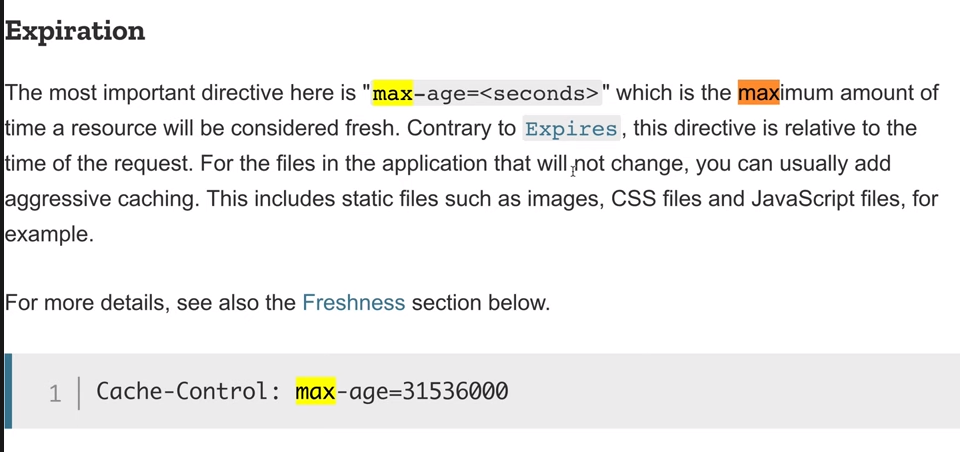 Expiration
The most important directive here is "max-age=<seconds>" which is the maximum amount of
time a resource will be considered fresh. Contrary to Expires, this directive is relative to the
time of the request. For the files in the application that will not change, you can usually add
aggressive caching. This includes static files such as images, CSS files and JavaScript files, for
example.
For more details, see also the Freshness section below.
1 Cache-Control: max-age=31536000